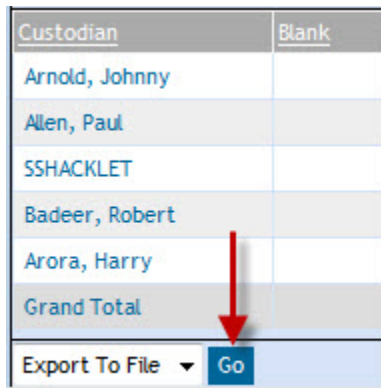 Custodian Blank
Arnold, Johnny
Allen, Paul
SSHACKLET
Badeer, Robert
Arora, Harry
Grand Total
Export To File Go